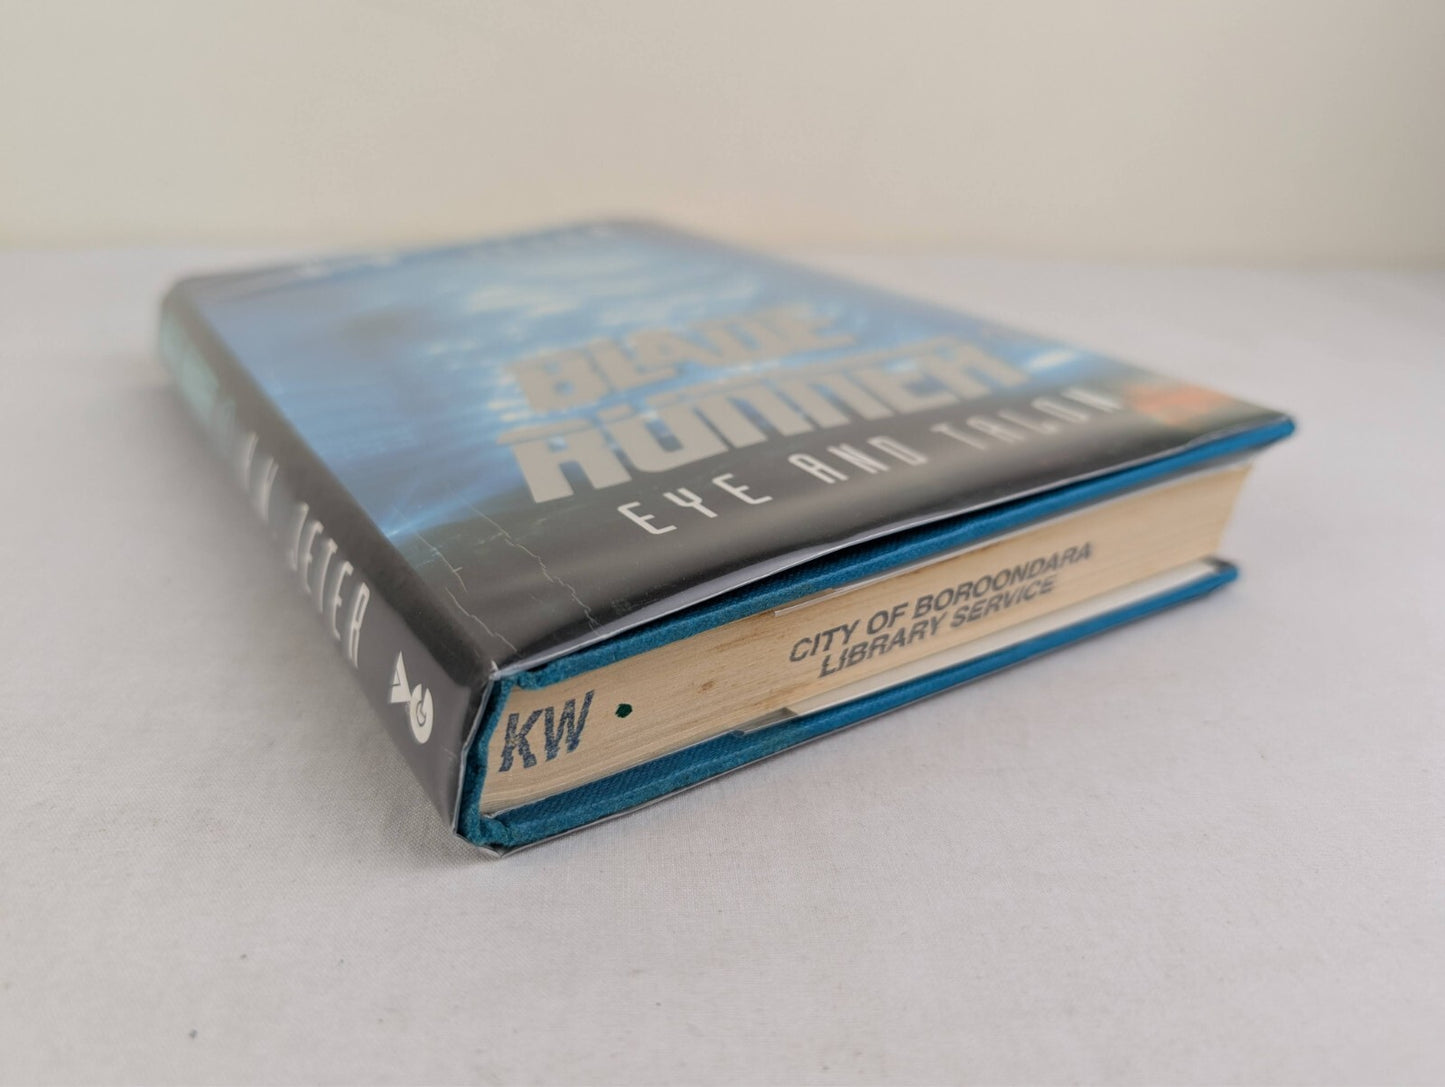 BLADE
RUNNER
EYE AND TALON
K W JETER
CITY OF BOROONDARA
LIBRARY SERVICE
KW